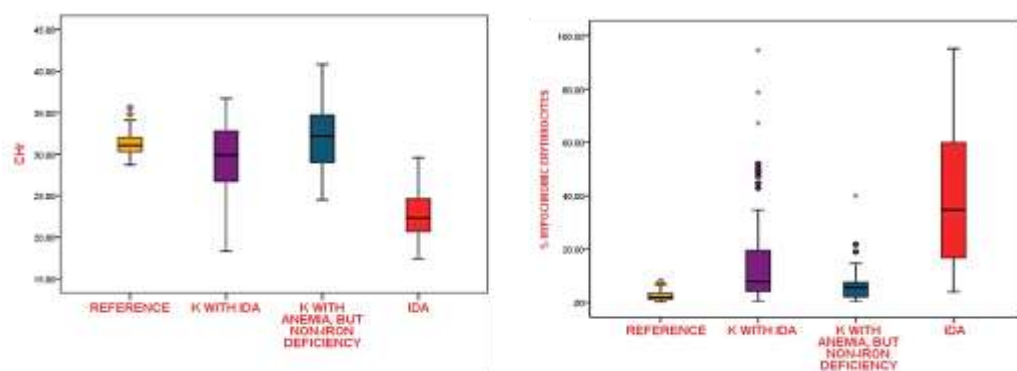 45.00
40.00
35.00
30.00
25.00
20.00
15.00
CHr
REFERENCE
K WITH IDA
K WITH
ANEMIA, BUT
NON-IRON
DEFICIENCY
IDA
100.00
80.00
60.00
40.00
20.00
% HYPOCHROMIC ERYTHROCYTES
REFERENCE
K WITH IDA
K WITH
ANEMIA, BUT
NON-IRON
DEFICIENCY
IDA